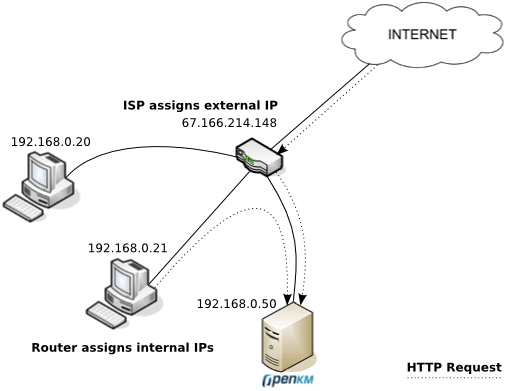 INTERNET
ISP assigns external IP
67.166.214.148
192.168.0.20
192.168.0.21
192.168.0.50
Router assigns internal IPs
OPENKM
HTTP Request